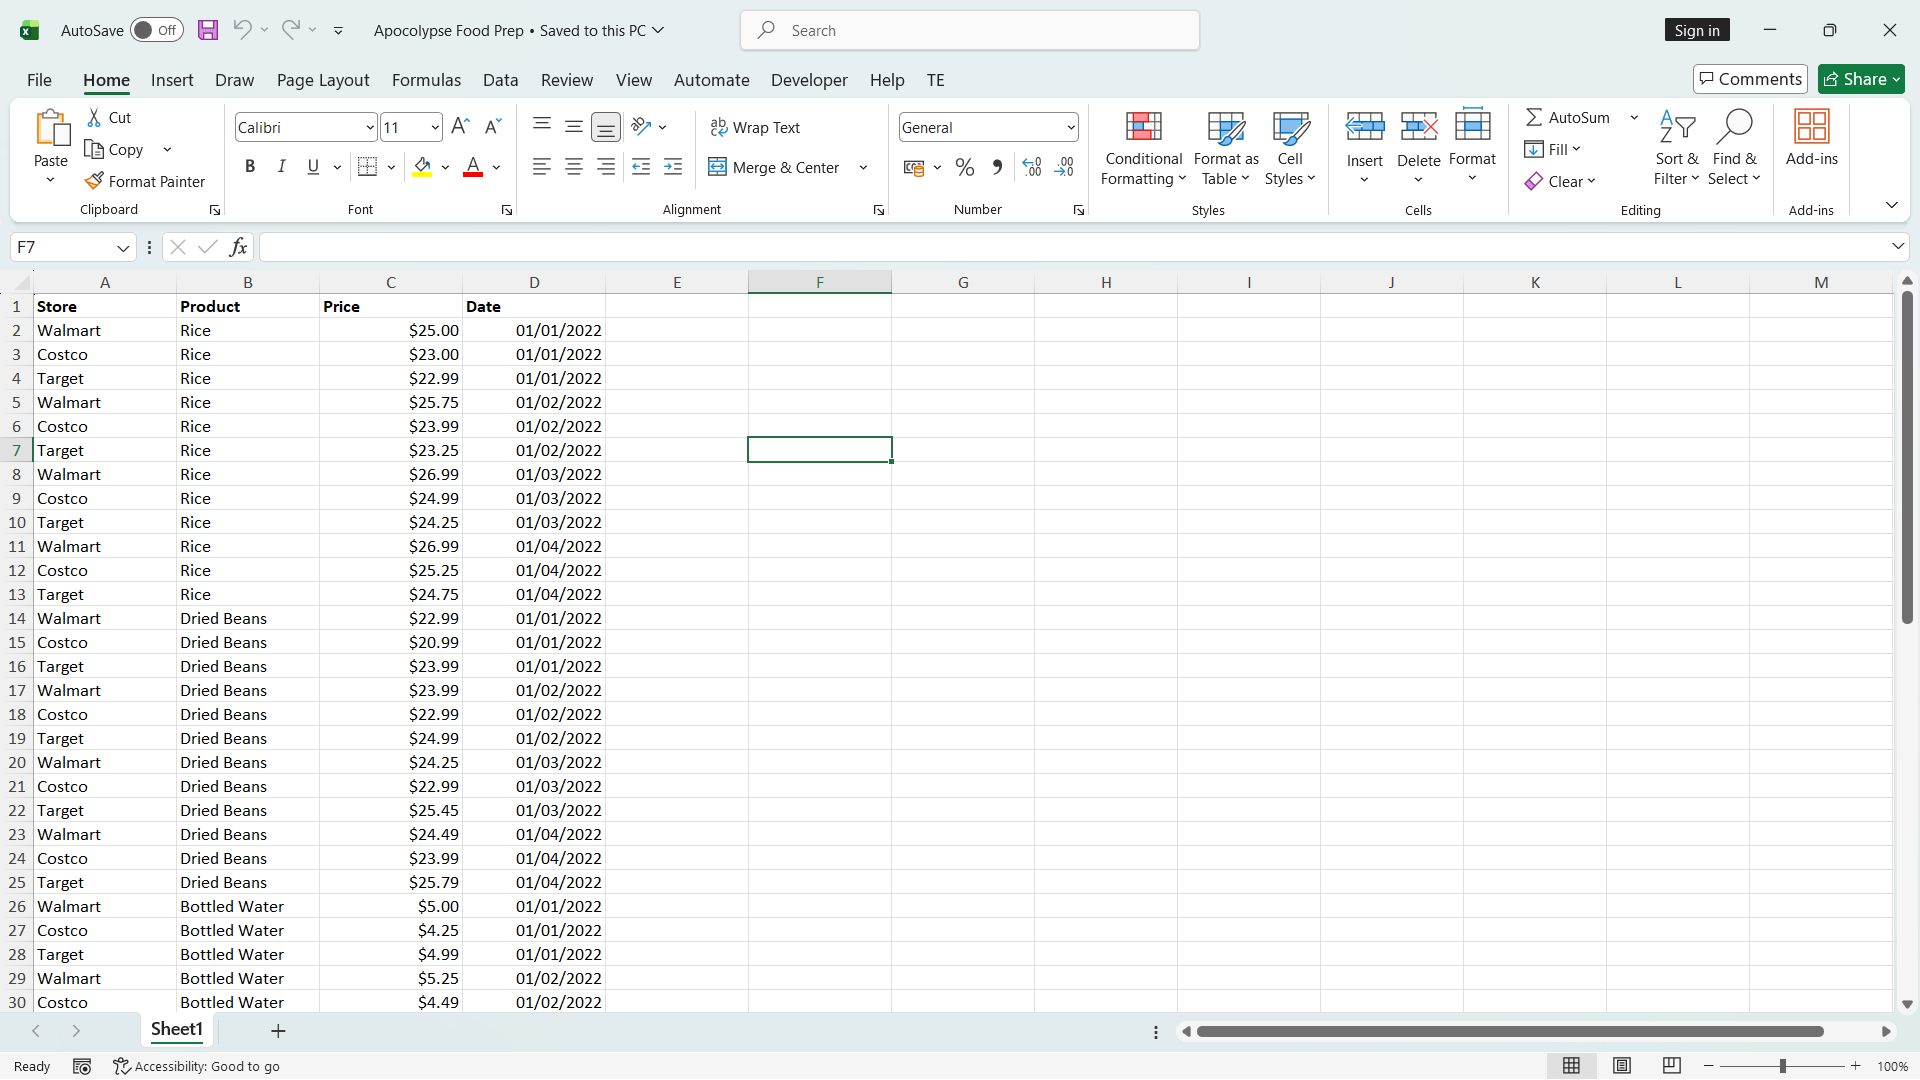 AutoSave Off Apocolypse Food Prep • Saved to this PC Search Sign in
File Home Insert Draw Page Layout Formulas Data Review View Automate Developer Help TE Comments Share
Paste
Cut
Copy
Format Painter
Clipboard
Calibri 11
B I U A
Font
ab Wrap Text
Merge & Center
Alignment
General
% 9 .00 .00
Number
Conditional Formatting
Format as Table
Cell Styles
Styles
Insert
Delete
Format
Cells
AutoSum
Fill
Clear
Sort & Filter
Find & Select
Editing
Add-ins
Add-ins
F7 fx
A B C D E F G H I J K L M
1 Store Product Price Date
2 Walmart Rice $25.00 01/01/2022
3 Costco Rice $23.00 01/01/2022
4 Target Rice $22.99 01/01/2022
5 Walmart Rice $25.75 01/02/2022
6 Costco Rice $23.99 01/02/2022
7 Target Rice $23.25 01/02/2022
8 Walmart Rice $26.99 01/03/2022
9 Costco Rice $24.99 01/03/2022
10 Target Rice $24.25 01/03/2022
11 Walmart Rice $26.99 01/04/2022
12 Costco Rice $25.25 01/04/2022
13 Target Rice $24.75 01/04/2022
14 Walmart Dried Beans $22.99 01/01/2022
15 Costco Dried Beans $20.99 01/01/2022
16 Target Dried Beans $23.99 01/01/2022
17 Walmart Dried Beans $23.99 01/02/2022
18 Costco Dried Beans $22.99 01/02/2022
19 Target Dried Beans $24.99 01/02/2022
20 Walmart Dried Beans $24.25 01/03/2022
21 Costco Dried Beans $22.99 01/03/2022
22 Target Dried Beans $25.45 01/03/2022
23 Walmart Dried Beans $24.49 01/04/2022
24 Costco Dried Beans $23.99 01/04/2022
25 Target Dried Beans $25.79 01/04/2022
26 Walmart Bottled Water $5.00 01/01/2022
27 Costco Bottled Water $4.25 01/01/2022
28 Target Bottled Water $4.99 01/01/2022
29 Walmart Bottled Water $5.25 01/02/2022
30 Costco Bottled Water $4.49 01/02/2022
Sheet1
Ready Accessibility: Good to go 100%